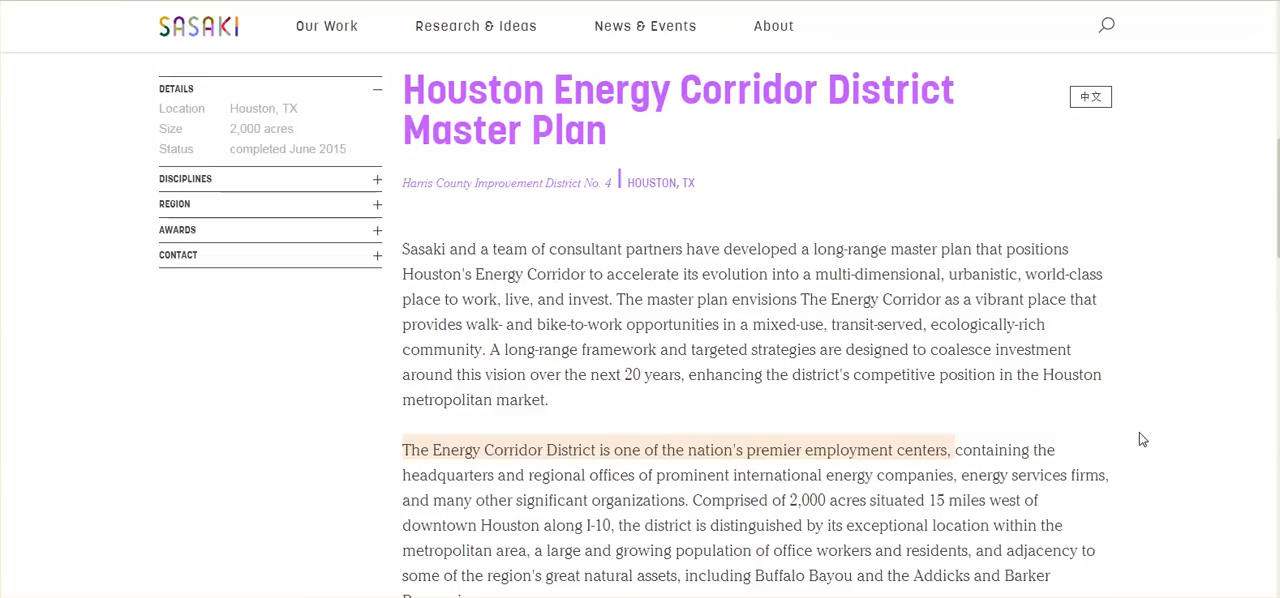 SASAKI
Our Work
Research & Ideas
News & Events
About
DETAILS
Location Houston, TX
Size 2,000 acres
Status completed June 2015
DISCIPLINES
REGION
AWARDS
CONTACT
Houston Energy Corridor District
Master Plan
中文
Harris County Improvement District No. 4 | HOUSTON, TX
Sasaki and a team of consultant partners have developed a long-range master plan that positions
Houston's Energy Corridor to accelerate its evolution into a multi-dimensional, urbanistic, world-class
place to work, live, and invest. The master plan envisions The Energy Corridor as a vibrant place that
provides walk- and bike-to-work opportunities in a mixed-use, transit-served, ecologically-rich
community. A long-range framework and targeted strategies are designed to coalesce investment
around this vision over the next 20 years, enhancing the district's competitive position in the Houston
metropolitan market.
The Energy Corridor District is one of the nation's premier employment centers, containing the
headquarters and regional offices of prominent international energy companies, energy services firms,
and many other significant organizations. Comprised of 2,000 acres situated 15 miles west of
downtown Houston along I-10, the district is distinguished by its exceptional location within the
metropolitan area, a large and growing population of office workers and residents, and adjacency to
some of the region's great natural assets, including Buffalo Bayou and the Addicks and Barker